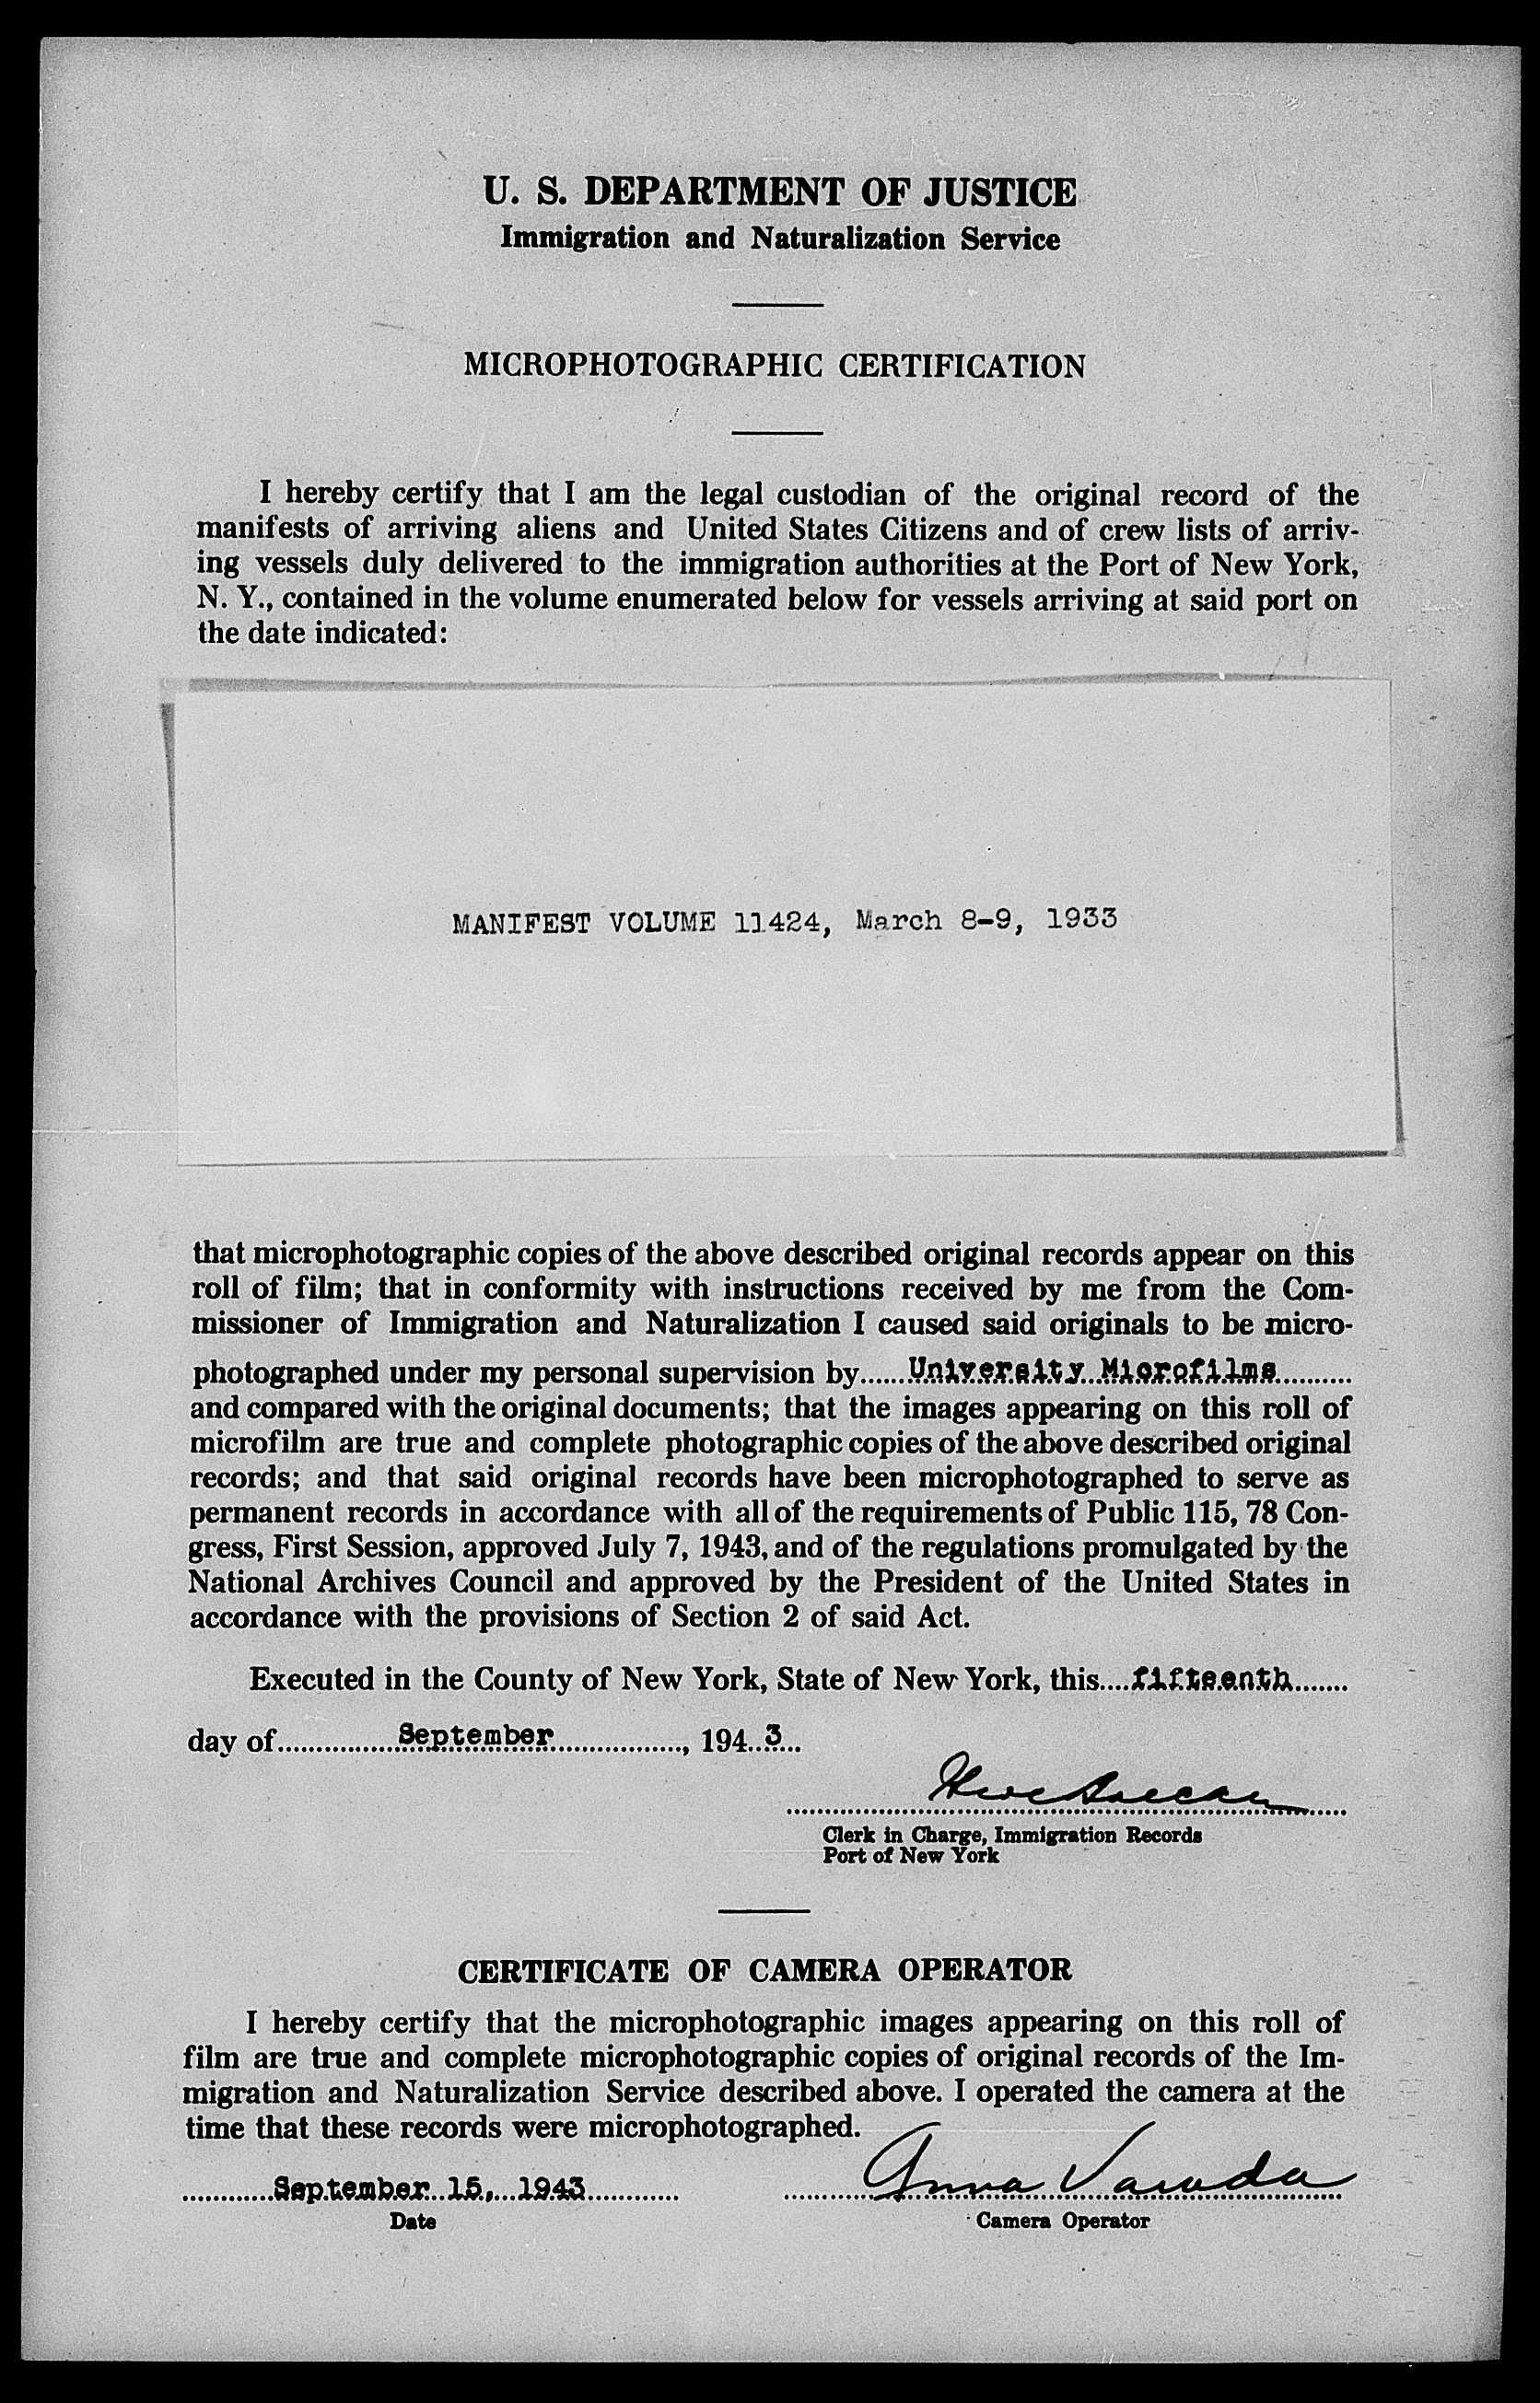 U. S. DEPARTMENT OF JUSTICE
Immigration and Naturalization Service
MICROPHOTOGRAPHIC CERTIFICATION
I hereby certify that I am the legal custodian of the original record of the
manifests of arriving aliens and United States Citizens and of crew lists of arriv-
ing vessels duly delivered to the immigration authorities at the Port of New York,
N. Y., contained in the volume enumerated below for vessels arriving at said port on
the date indicated:
MANIFEST VOLUME 11424, March 8-9, 1933
that microphotographic copies of the above described original records appear on this
roll of film; that in conformity with instructions received by me from the Com-
missioner of Immigration and Naturalization I caused said originals to be micro-
photographed under my personal supervision by......University Microfilms..........
and compared with the original documents; that the images appearing on this roll of
microfilm are true and complete photographic copies of the above described original
records; and that said original records have been microphotographed to serve as
permanent records in accordance with all of the requirements of Public 115, 78 Con-
gress, First Session, approved July 7, 1943, and of the regulations promulgated by the
National Archives Council and approved by the President of the United States in
accordance with the provisions of Section 2 of said Act.
Executed in the County of New York, State of New York, this....fifteenth.......
day of................September................., 194..3...
Clerk in Charge, Immigration Records
Port of New York
CERTIFICATE OF CAMERA OPERATOR
I hereby certify that the microphotographic images appearing on this roll of
film are true and complete microphotographic copies of original records of the Im-
migration and Naturalization Service described above. I operated the camera at the
time that these records were microphotographed.
............September 15, 1943............ Anna
Date Camera Operator